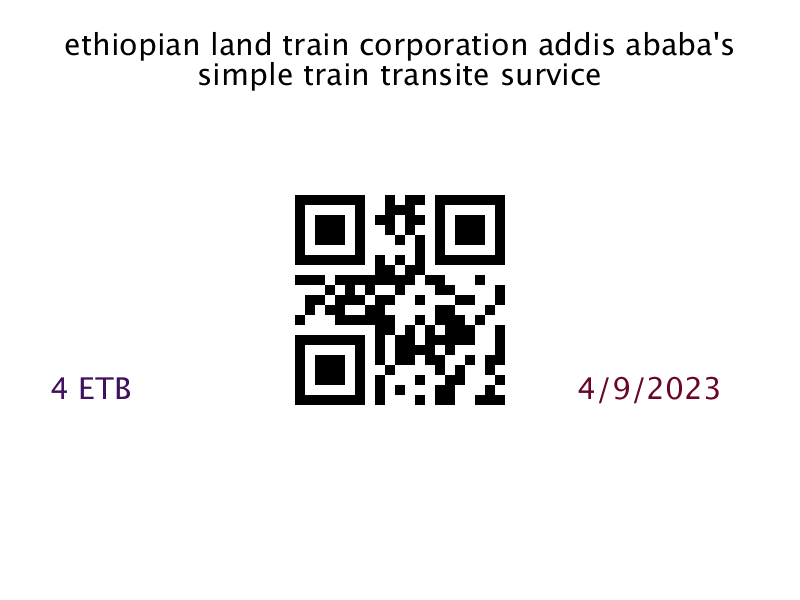 ethiopian land train corporation addis ababa's
simple train transite survice
4 ETB
4/9/2023